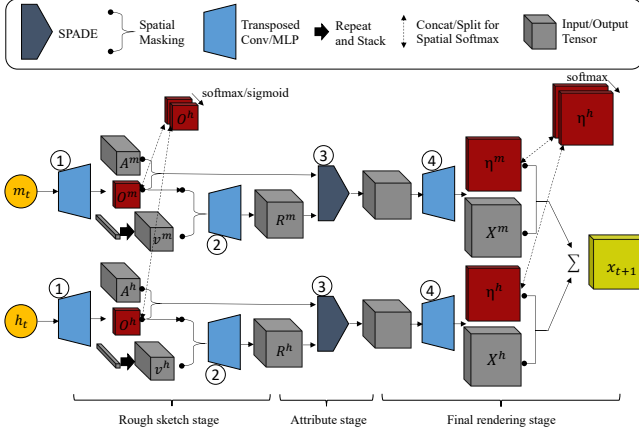 SPADE
Spatial
Masking
Transposed
Conv/MLP
Repeat
and Stack
Concat/Split for
Spatial Softmax
Input/Output
Tensor
softmax/sigmoid
softmax
O^h
η^h
1
A^m
3
4
η^m
m_t
O^m
v^m
2
R^m
X^m
Σ
x_{t+1}
1
A^h
3
4
η^h
h_t
O^h
v^h
2
R^h
X^h
Rough sketch stage
Attribute stage
Final rendering stage